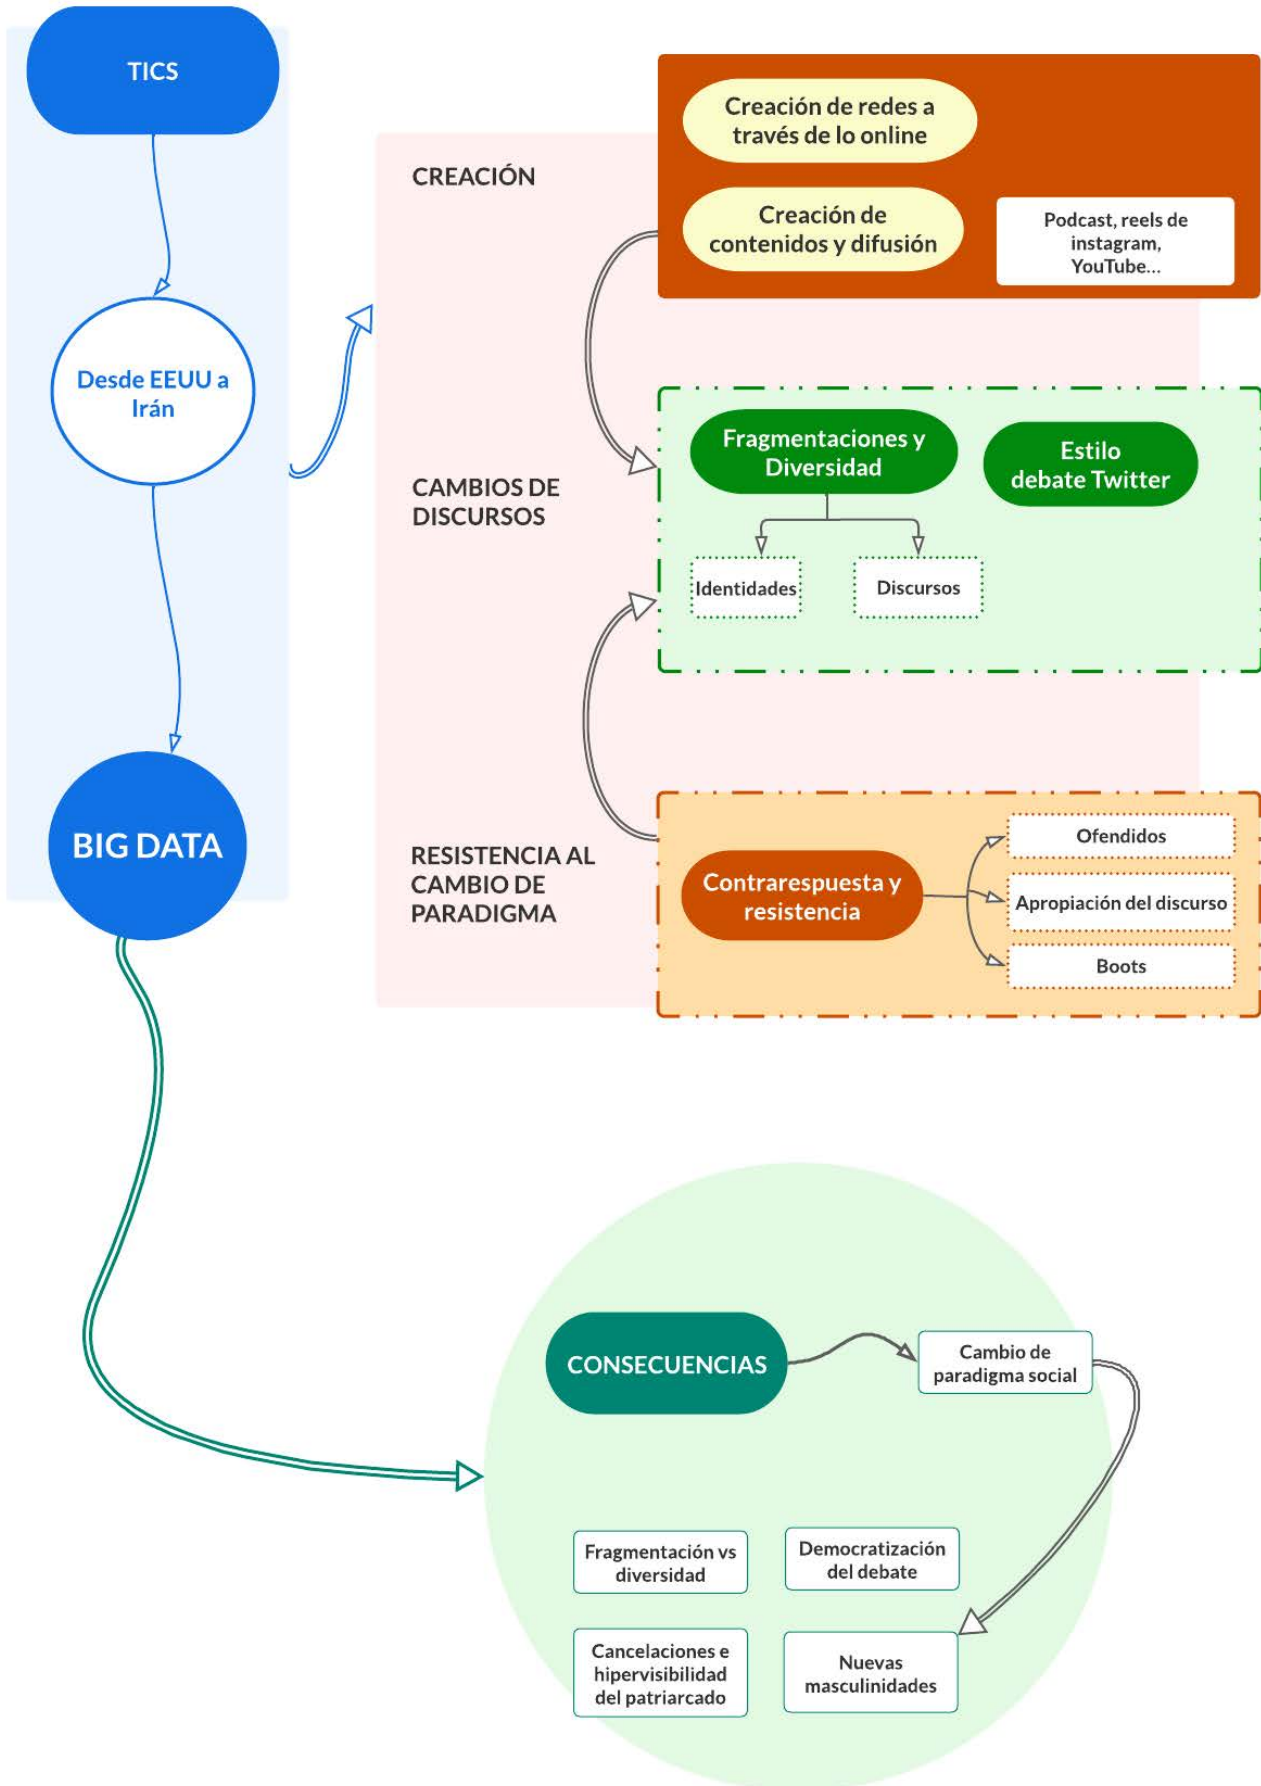 TICS
Desde EEUU a
Irán
BIG DATA
CREACIÓN
Creación de redes a
través de lo online
Creación de
contenidos y difusión
Podcast, reels de
instagram,
YouTube...
CAMBIOS DE
DISCURSOS
Fragmentaciones y
Diversidad
Estilo
debate Twitter
Identidades
Discursos
RESISTENCIA AL
CAMBIO DE
PARADIGMA
Contrarespuesta y
resistencia
Ofendidos
Apropiación del discurso
Boots
CONSECUENCIAS
Cambio de
paradigma social
Fragmentación vs
diversidad
Democratización
del debate
Cancelaciones e
hipervisibilidad
del patriarcado
Nuevas
masculinidades